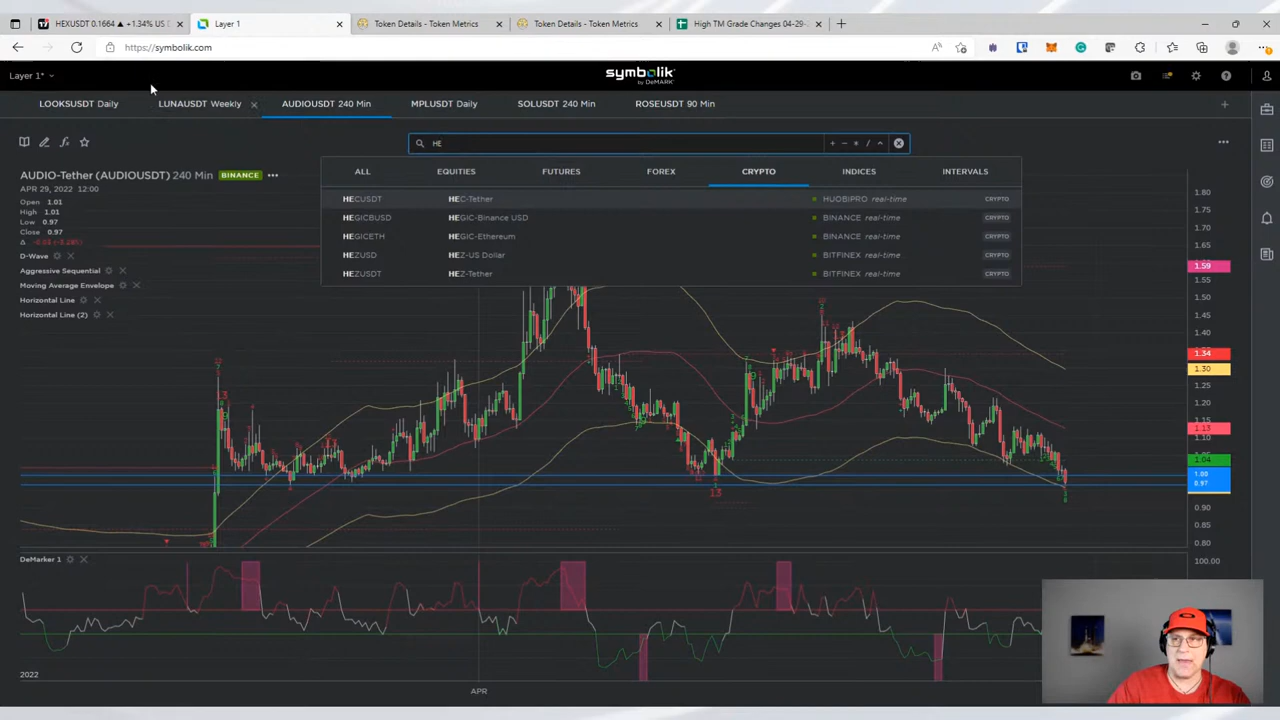 HEXUSDT 0.1664 ▲ +1.34% US D
Layer 1
Token Details - Token Metrics
Token Details - Token Metrics
High TM Grade Changes 04-29-
https://symbolik.com
Layer 1*
symbolik
by DeMARK
LOOKSUSDT Daily
LUNAUSDT Weekly
AUDIOUSDT 240 Min
MPLUSDT Daily
SOLUSDT 240 Min
ROSEUSDT 90 Min
HE
+ − * / ^
ALL EQUITIES FUTURES FOREX CRYPTO INDICES INTERVALS
HECUSDT HEC-Tether HUOBIPRO real-time CRYPTO
HEGICBUSD HEGIC-Binance USD BINANCE real-time CRYPTO
HEGICETH HEGIC-Ethereum BINANCE real-time CRYPTO
HEZUSD HEZ-US Dollar BITFINEX real-time CRYPTO
HEZUSDT HEZ-Tether BITFINEX real-time CRYPTO
AUDIO-Tether (AUDIOUSDT) 240 Min BINANCE
APR 29, 2022 12:00
Open 1.01
High 1.01
Low 0.97
Close 0.97
D-Wave
Aggressive Sequential
Moving Average Envelope
Horizontal Line
Horizontal Line (2)
1.80
1.75
1.70
1.65
1.59
1.55
1.50
1.45
1.40
1.34
1.30
1.25
1.20
1.15
1.13
1.10
1.04
1.00
0.97
0.90
0.85
0.80
13
13
DeMarker 1
100.00
2022
APR